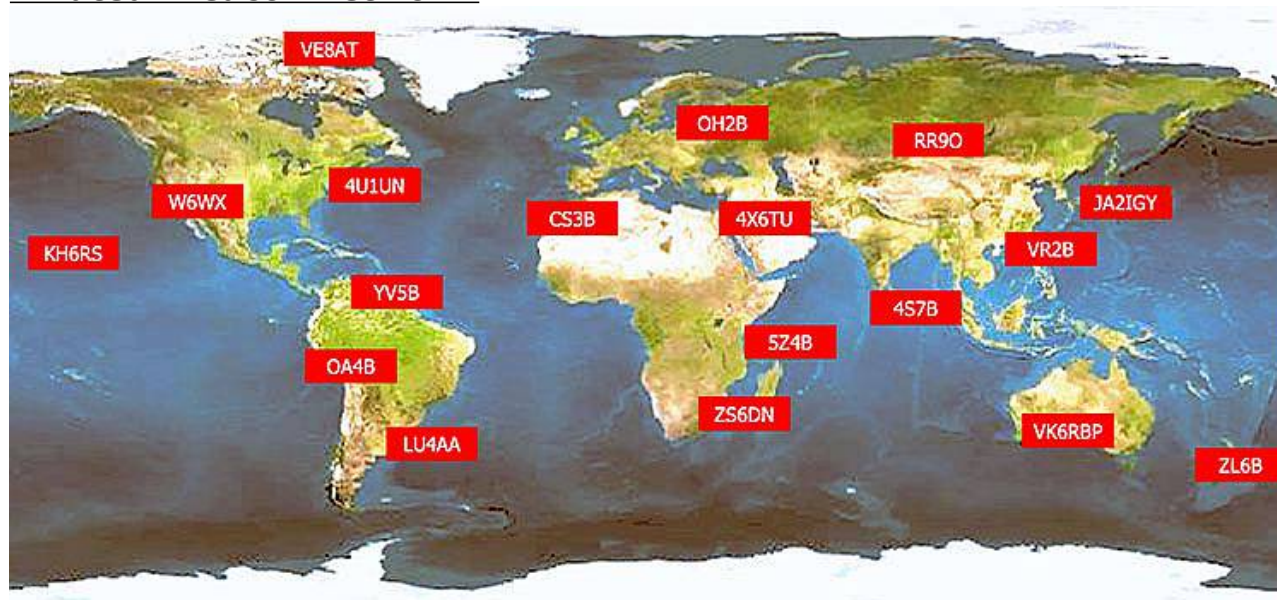 VE8AT
OH2B
RR9O
4U1UN
W6WX
CS3B
4X6TU
JA2IGY
KH6RS
VR2B
YV5B
4S7B
5Z4B
OA4B
ZS6DN
LU4AA
VK6RBP
ZL6B